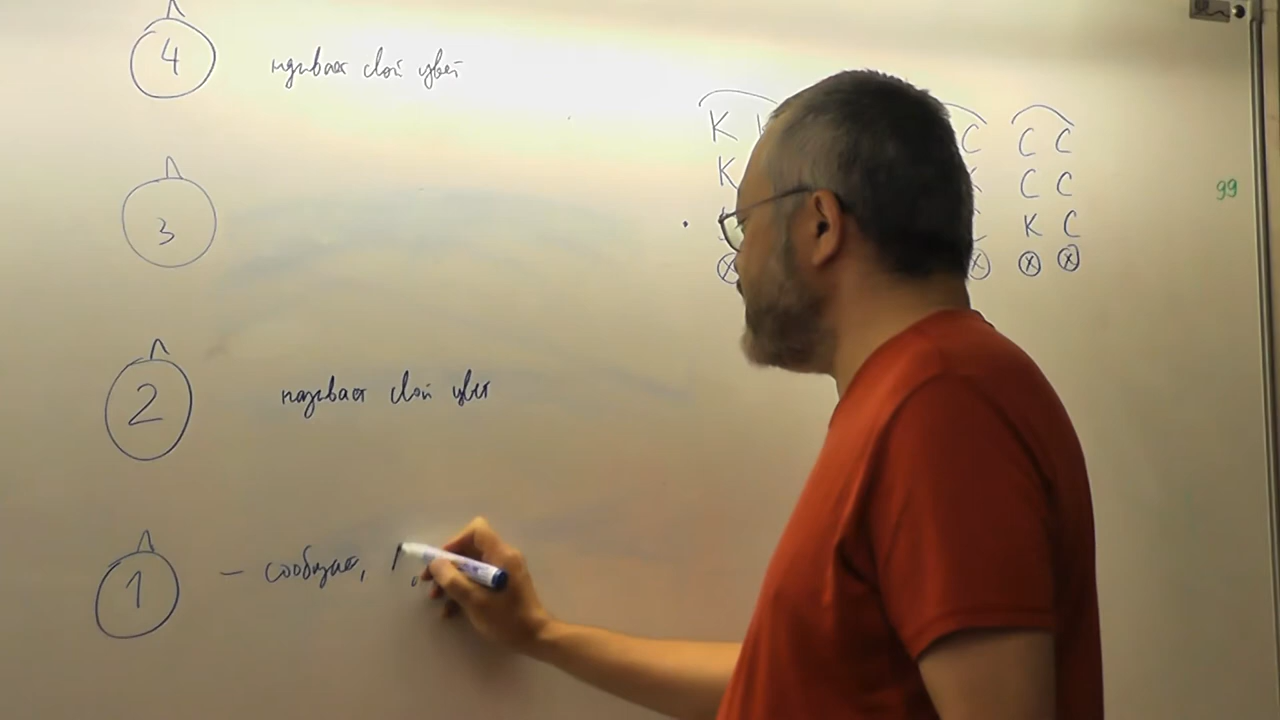 4 называет свой цвет
3
2 называет свой цвет
1 — сообщает,
K
C
C C
K
C C
K C
X X X X
99